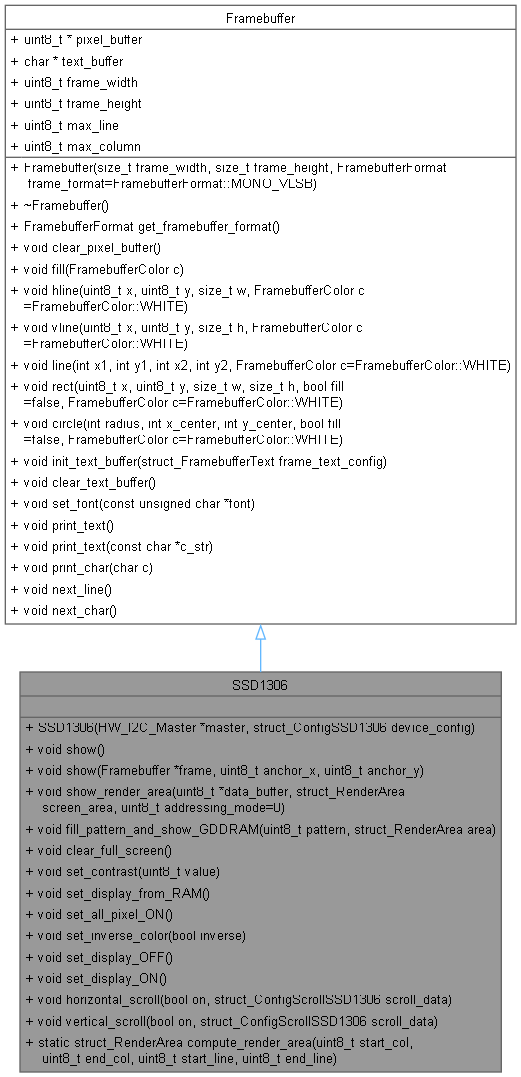 Framebuffer
+ uint8_t * pixel_buffer
+ char * text_buffer
+ uint8_t frame_width
+ uint8_t frame_height
+ uint8_t max_line
+ uint8_t max_column
+ Framebuffer(size_t frame_width, size_t frame_height, FramebufferFormat
frame_format=FramebufferFormat::MONO_VLSB)
+ ~Framebuffer()
+ FramebufferFormat get_framebuffer_format()
+ void clear_pixel_buffer()
+ void fill(FramebufferColor c)
+ void hline(uint8_t x, uint8_t y, size_t w, FramebufferColor c
=FramebufferColor::WHITE)
+ void vline(uint8_t x, uint8_t y, size_t h, FramebufferColor c
=FramebufferColor::WHITE)
+ void line(int x1, int y1, int x2, int y2, FramebufferColor c=FramebufferColor::WHITE)
+ void rect(uint8_t x, uint8_t y, size_t w, size_t h, bool fill
=false, FramebufferColor c=FramebufferColor::WHITE)
+ void circle(int radius, int x_center, int y_center, bool fill
=false, FramebufferColor c=FramebufferColor::WHITE)
+ void init_text_buffer(struct_FramebufferText frame_text_config)
+ void clear_text_buffer()
+ void set_font(const unsigned char *font)
+ void print_text()
+ void print_text(const char *c_str)
+ void print_char(char c)
+ void next_line()
+ void next_char()
SSD1306
+ SSD1306(HW_I2C_Master *master, struct_ConfigSSD1306 device_config)
+ void show()
+ void show(Framebuffer *frame, uint8_t anchor_x, uint8_t anchor_y)
+ void show_render_area(uint8_t *data_buffer, struct_RenderArea
screen_area, uint8_t addressing_mode=0)
+ void fill_pattern_and_show_GDDRAM(uint8_t pattern, struct_RenderArea area)
+ void clear_full_screen()
+ void set_contrast(uint8_t value)
+ void set_display_from_RAM()
+ void set_all_pixel_ON()
+ void set_inverse_color(bool inverse)
+ void set_display_OFF()
+ void set_display_ON()
+ void horizontal_scroll(bool on, struct_ConfigScrollSSD1306 scroll_data)
+ void vertical_scroll(bool on, struct_ConfigScrollSSD1306 scroll_data)
+ static struct_RenderArea compute_render_area(uint8_t start_col,
uint8_t end_col, uint8_t start_line, uint8_t end_line)